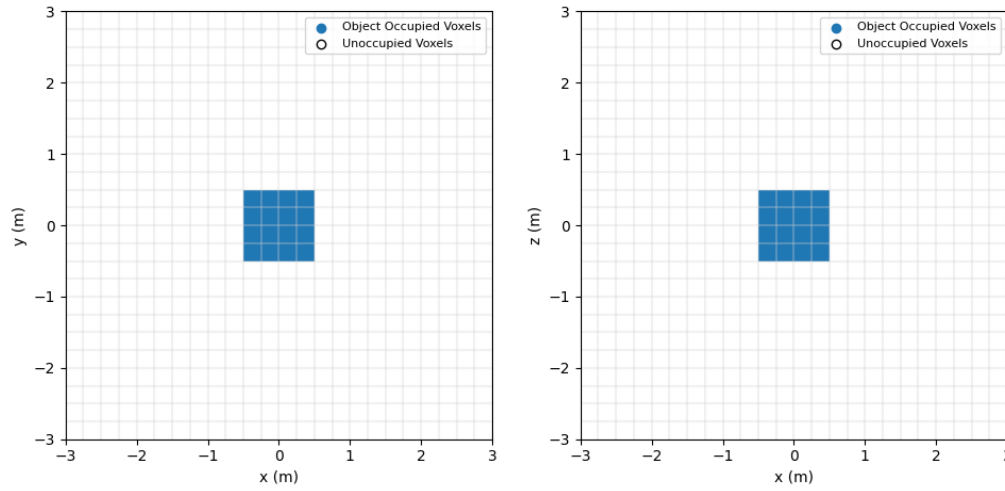 Object Occupied Voxels
Unoccupied Voxels
3
2
1
0
−1
−2
−3
y (m)
−3 −2 −1 0 1 2 3
x (m)
Object Occupied Voxels
Unoccupied Voxels
3
2
1
0
−1
−2
−3
z (m)
−3 −2 −1 0 1 2 3
x (m)